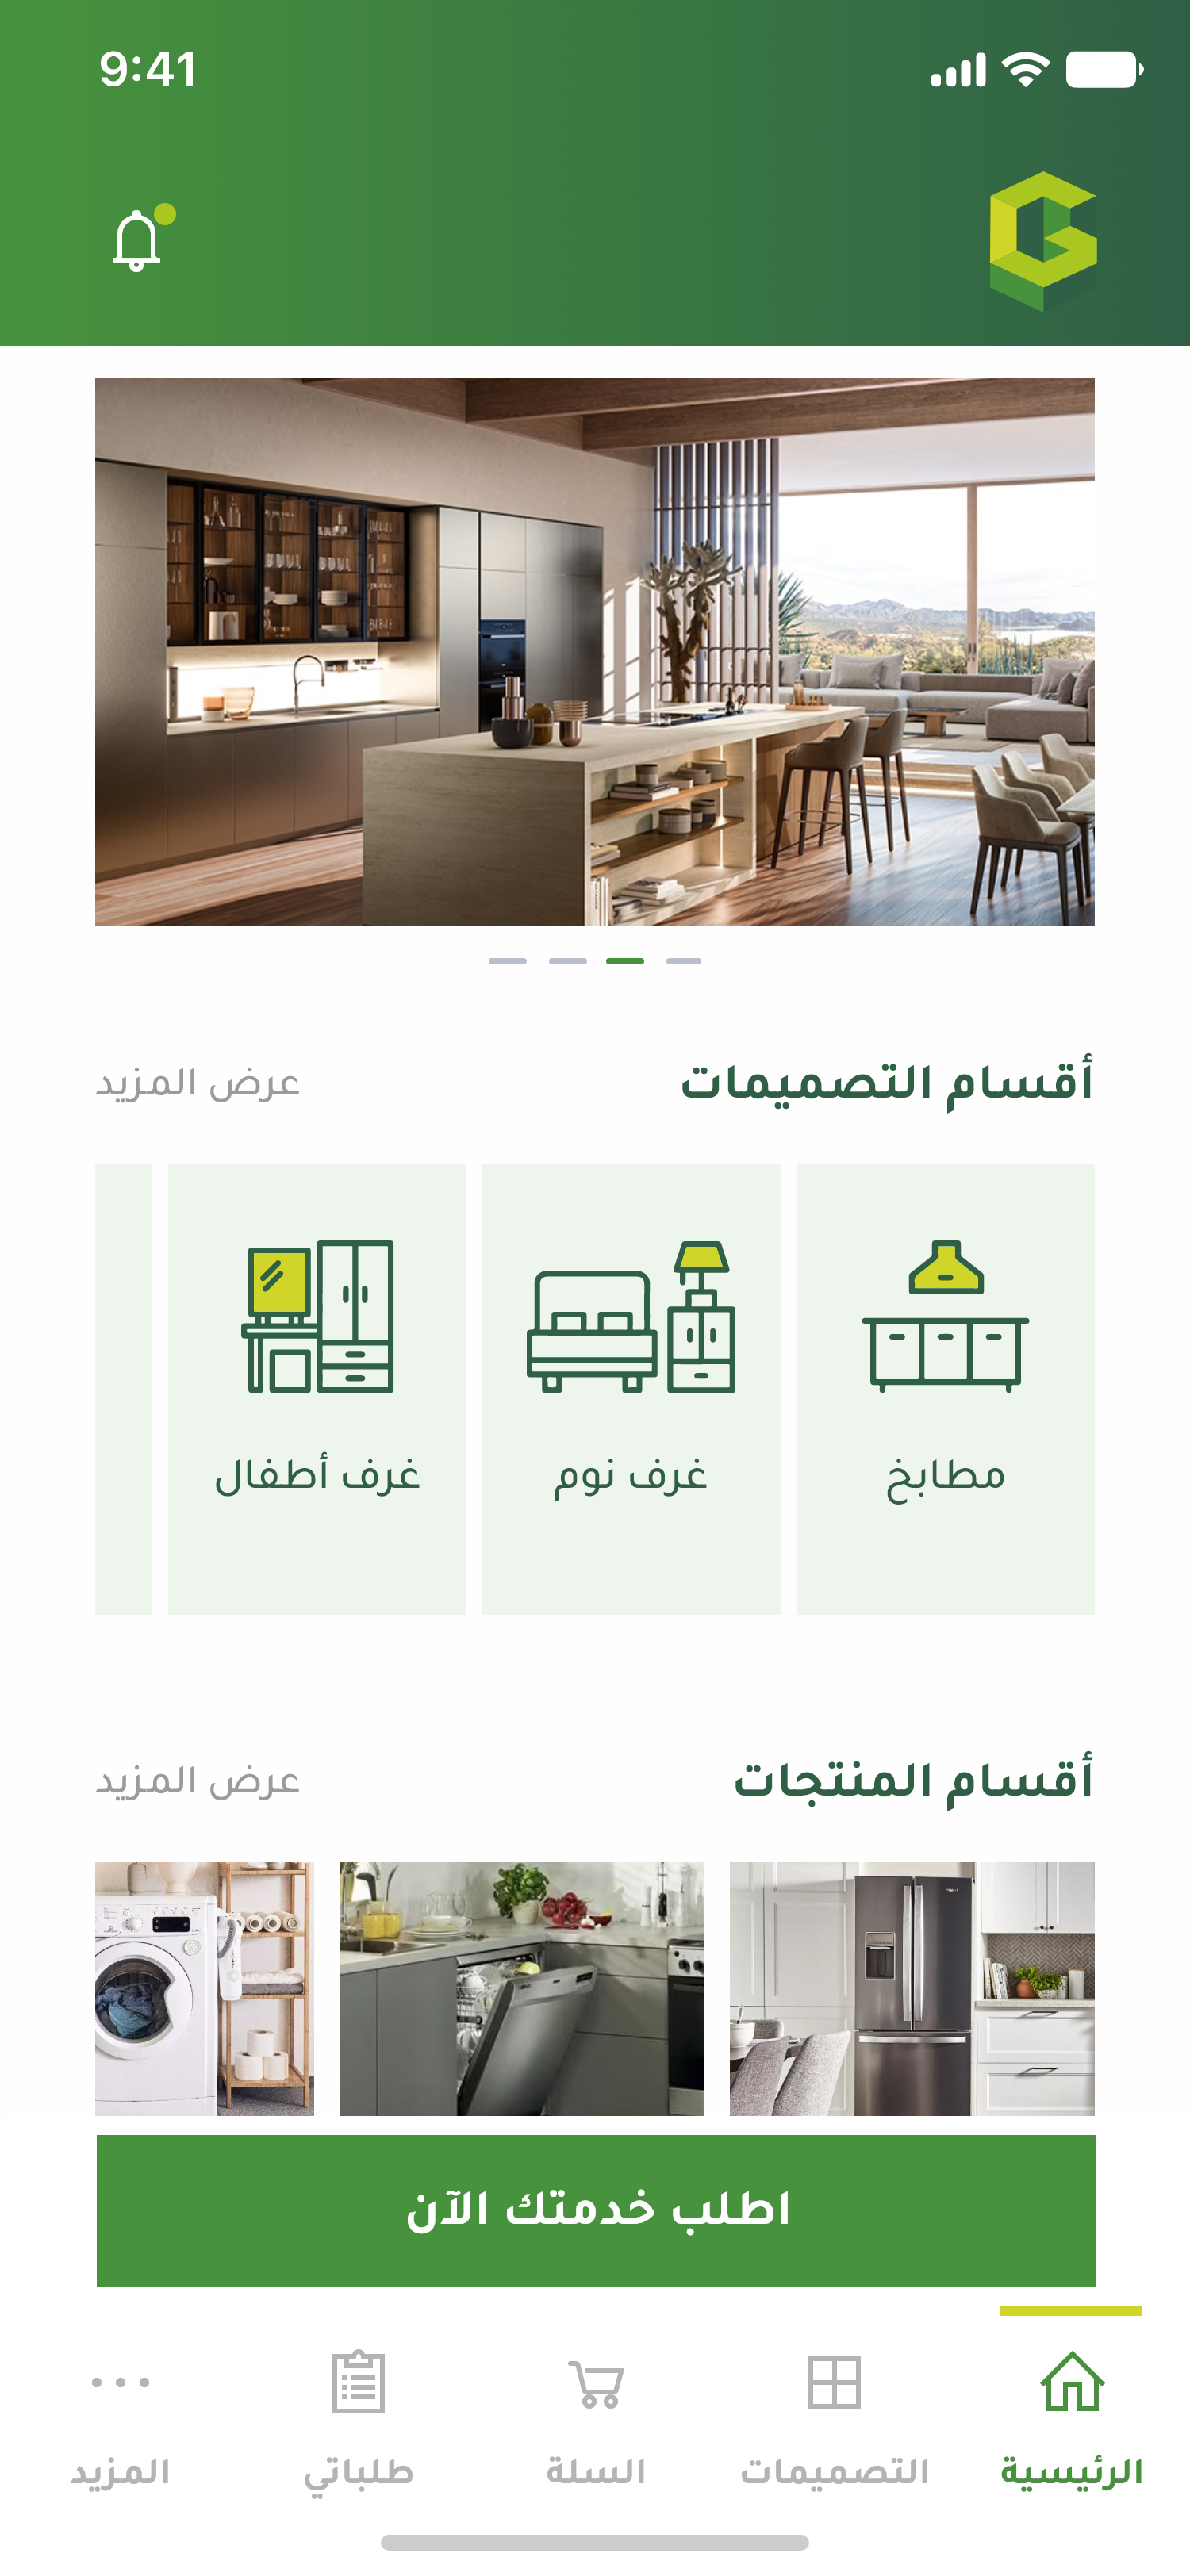 9:41
أقسام التصميمات
عرض المزيد
مطابخ
غرف نوم
غرف أطفال
أقسام المنتجات
عرض المزيد
اطلب خدمتك الآن
الرئيسية
التصميمات
السلة
طلباتي
المزيد